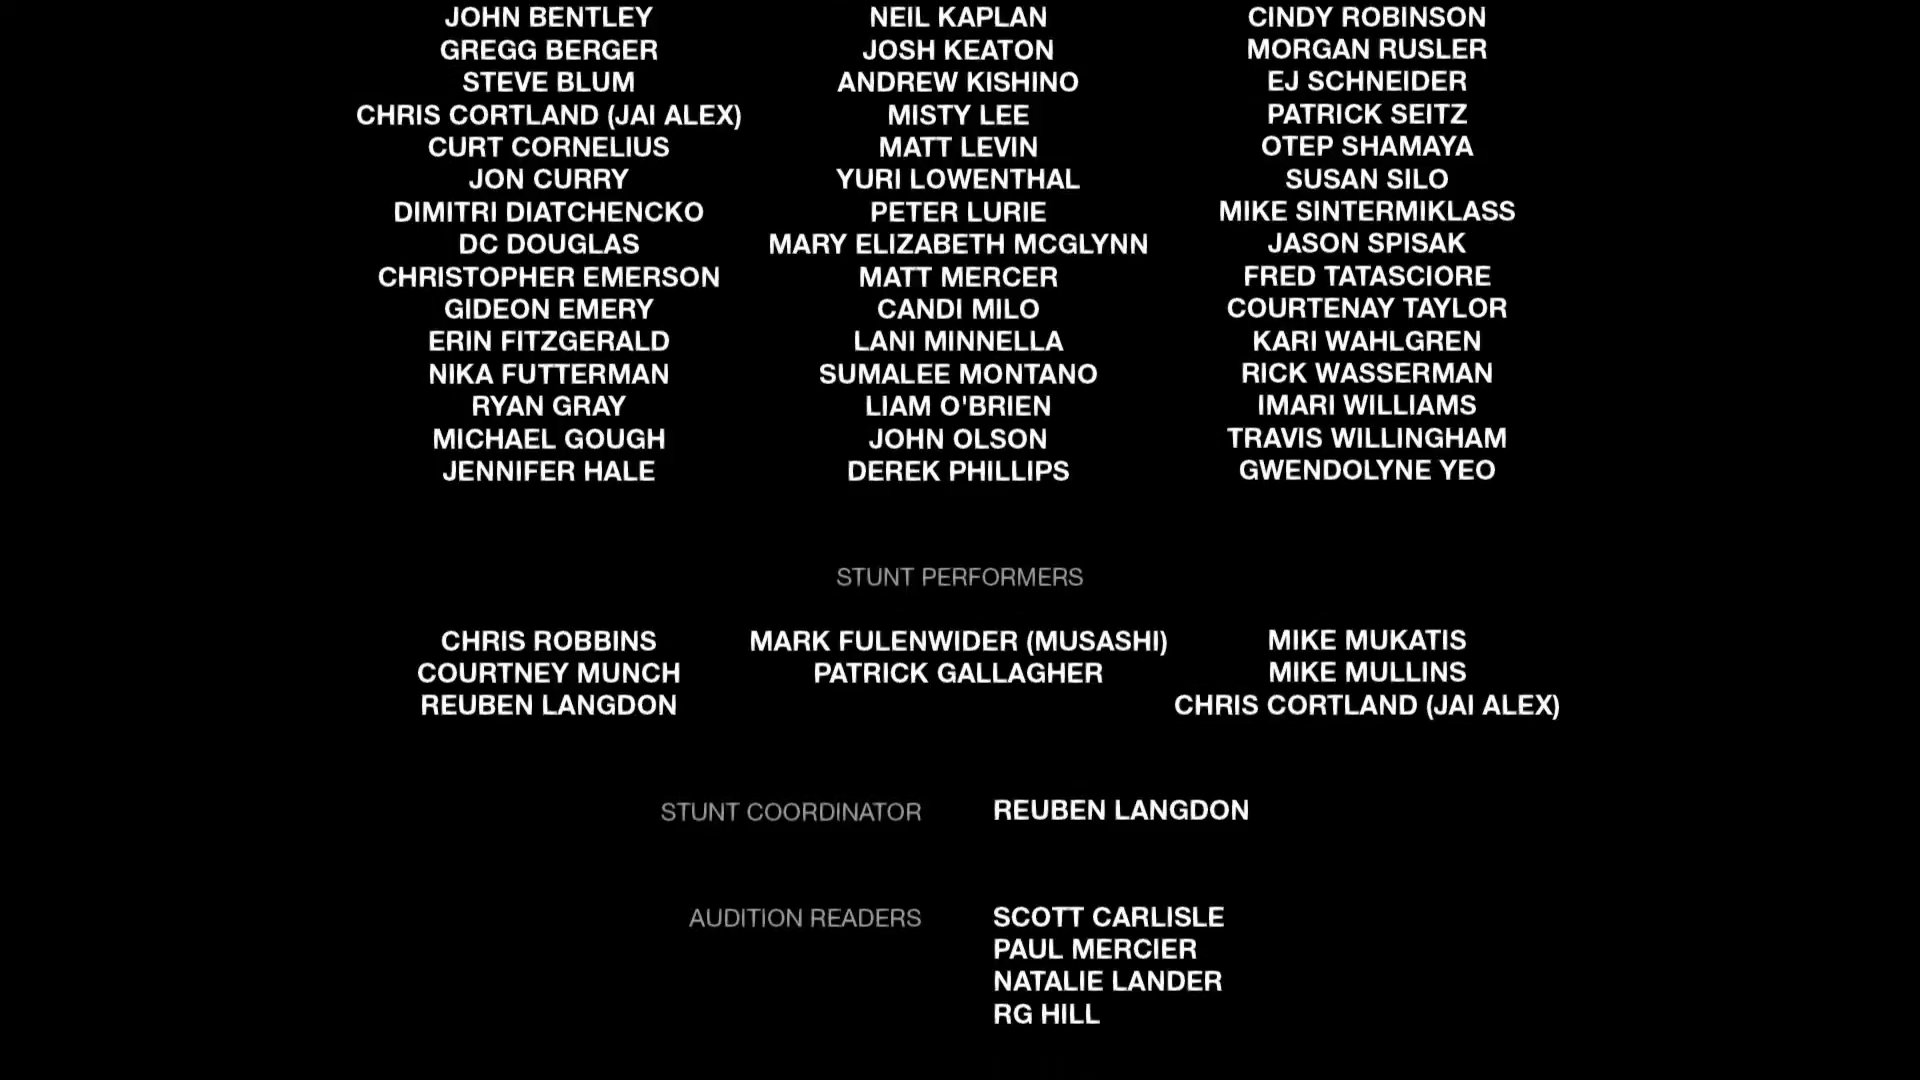 JOHN BENTLEY NEIL KAPLAN CINDY ROBINSON
GREGG BERGER JOSH KEATON MORGAN RUSLER
STEVE BLUM ANDREW KISHINO EJ SCHNEIDER
CHRIS CORTLAND (JAI ALEX) MISTY LEE PATRICK SEITZ
CURT CORNELIUS MATT LEVIN OTEP SHAMAYA
JON CURRY YURI LOWENTHAL SUSAN SILO
DIMITRI DIATCHENCKO PETER LURIE MIKE SINTERMIKLASS
DC DOUGLAS MARY ELIZABETH MCGLYNN JASON SPISAK
CHRISTOPHER EMERSON MATT MERCER FRED TATASCIORE
GIDEON EMERY CANDI MILO COURTENAY TAYLOR
ERIN FITZGERALD LANI MINNELLA KARI WAHLGREN
NIKA FUTTERMAN SUMALEE MONTANO RICK WASSERMAN
RYAN GRAY LIAM O'BRIEN IMARI WILLIAMS
MICHAEL GOUGH JOHN OLSON TRAVIS WILLINGHAM
JENNIFER HALE DEREK PHILLIPS GWENDOLYNE YEO
STUNT PERFORMERS
CHRIS ROBBINS MARK FULENWIDER (MUSASHI) MIKE MUKATIS
COURTNEY MUNCH PATRICK GALLAGHER MIKE MULLINS
REUBEN LANGDON CHRIS CORTLAND (JAI ALEX)
STUNT COORDINATOR REUBEN LANGDON
AUDITION READERS SCOTT CARLISLE
PAUL MERCIER
NATALIE LANDER
RG HILL